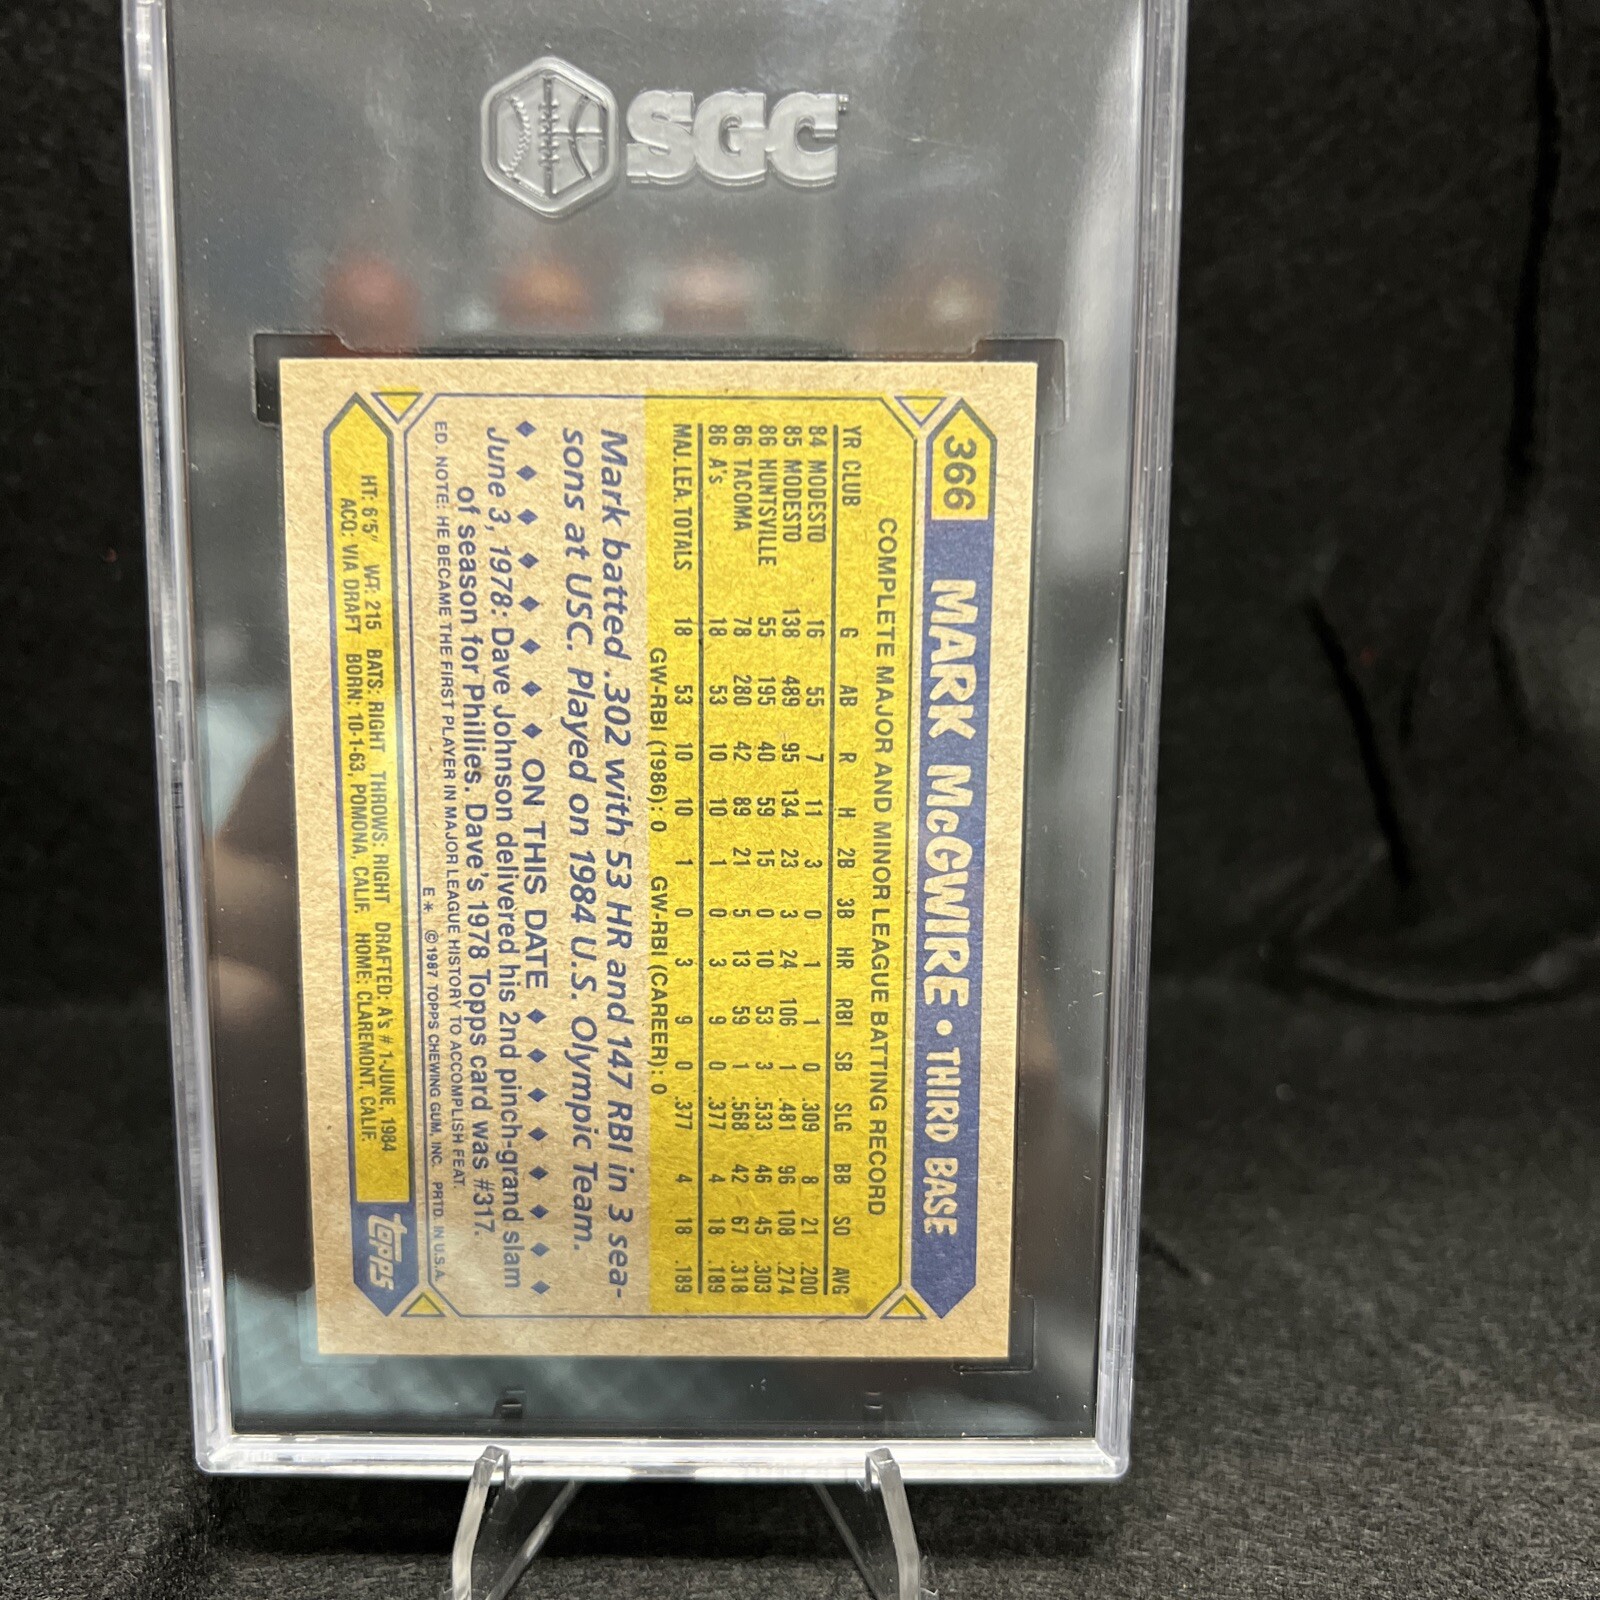 SGC
366 MARK McGWIRE • THIRD BASE
COMPLETE MAJOR AND MINOR LEAGUE BATTING RECORD
YR CLUB G AB R H 2B 3B HR RBI SB SLG BB SO AVG
84 MODESTO 16 55 7 11 3 0 1 1 0 .309 8 21 .200
85 MODESTO 138 489 95 134 23 3 24 106 1 .481 96 108 .274
86 HUNTSVILLE 55 195 40 59 15 0 10 53 3 .533 46 45 .303
86 TACOMA 78 280 42 89 21 5 13 59 1 .568 42 67 .318
86 A's 18 53 10 10 1 0 3 9 0 .377 4 18 .189
MAJ. LEA. TOTALS 18 53 10 10 1 0 3 9 0 .377 4 18 .189
GW-RBI (1986): 0 GW-RBI (CAREER): 0
Mark batted .302 with 53 HR and 147 RBI in 3 sea-
sons at USC. Played on 1984 U.S. Olympic Team.
ON THIS DATE
June 3, 1978: Dave Johnson delivered his 2nd pinch-grand slam
of season for Phillies. Dave's 1978 Topps card was #317.
ED. NOTE: HE BECAME THE FIRST PLAYER IN MAJOR LEAGUE HISTORY TO ACCOMPLISH FEAT.
E* ©1987 TOPPS CHEWING GUM, INC. PRTD. IN U.S.A.
HT: 6'5" WT: 215 BATS: RIGHT THROWS: RIGHT DRAFTED: A's #1-JUNE, 1984
ACQ: VIA DRAFT BORN: 10-1-63, POMONA, CALIF. HOME: CLAREMONT, CALIF.
topps